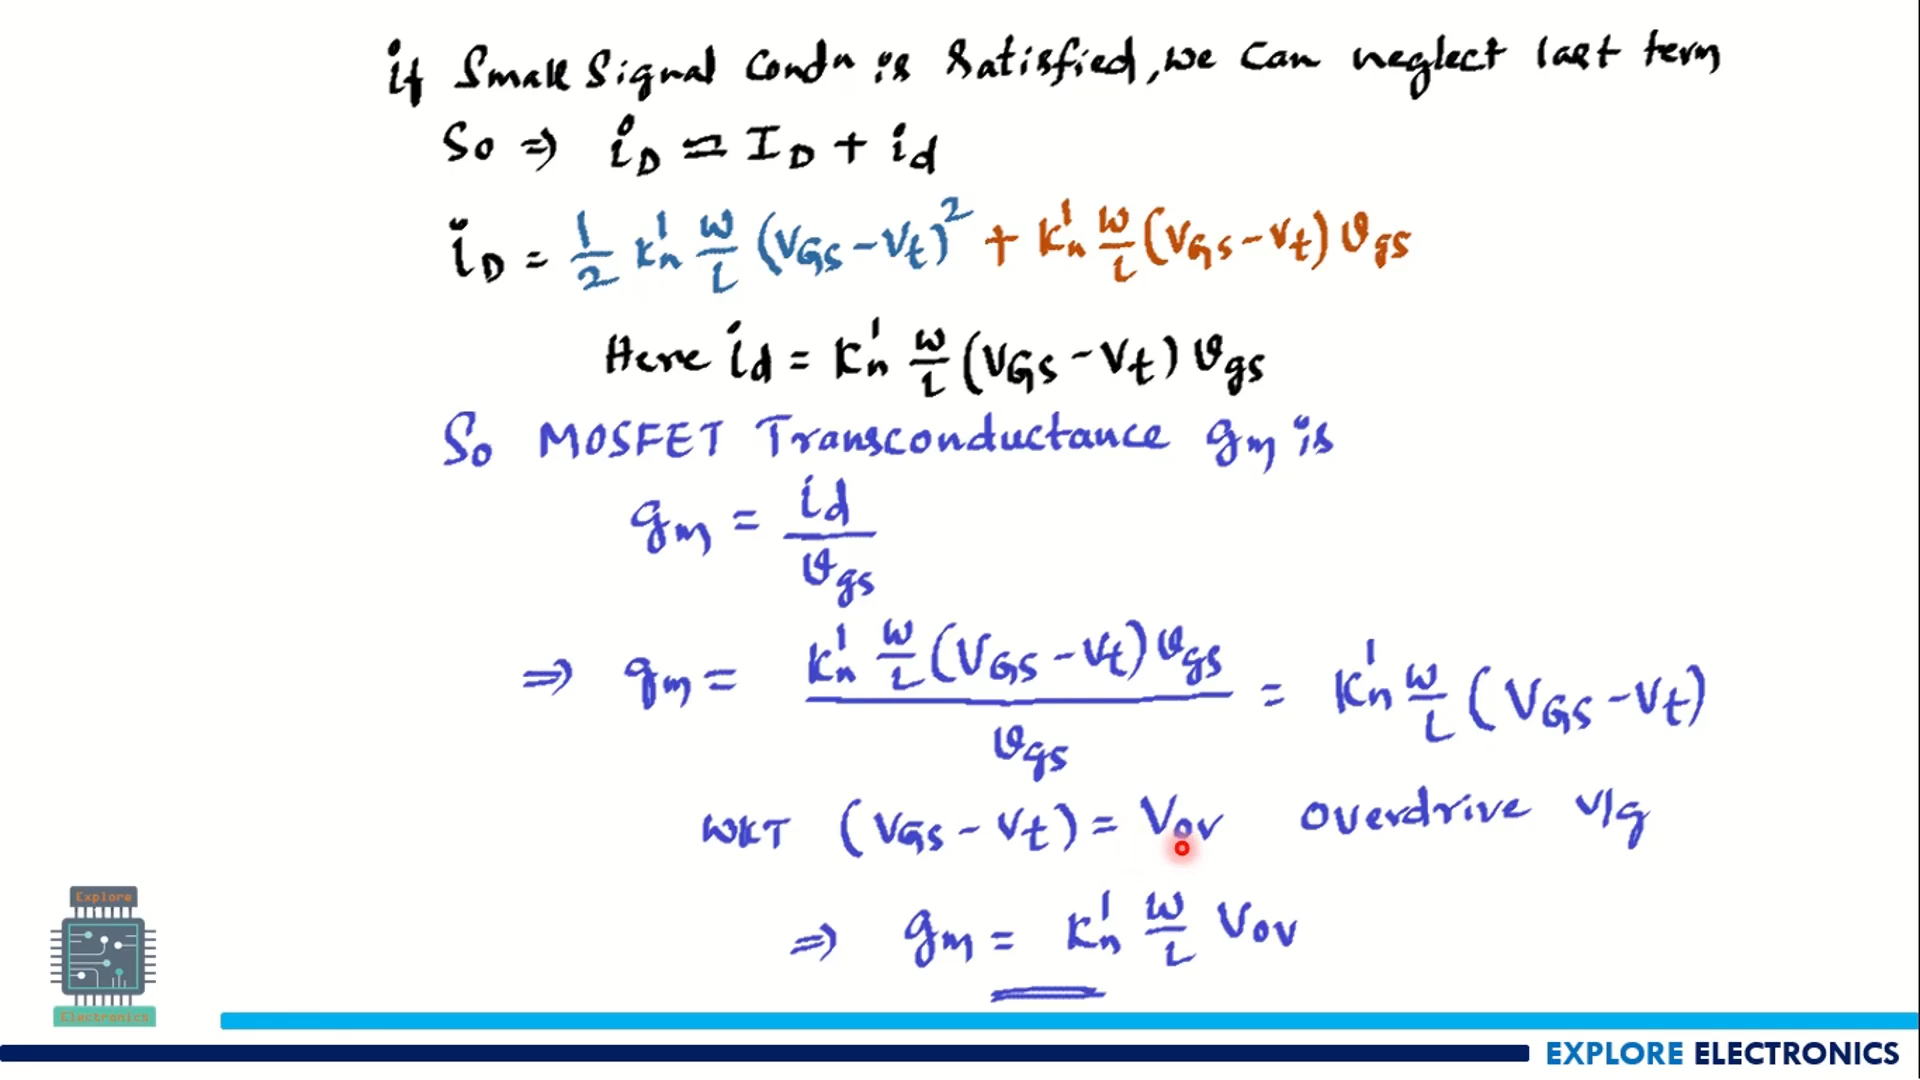 if Small Signal Condn is Satisfied, we can neglect last term
So ⇒ iD ≃ ID + id
iD = 1/2 Kn' W/L (VGS - Vt)² + Kn' W/L (VGS - Vt) vgs
Here id = Kn' W/L (VGS - Vt) vgs
So MOSFET Transconductance gm is
gm = id / vgs
⇒ gm = Kn' W/L (VGS - Vt) vgs / vgs = Kn' W/L (VGS - Vt)
WKT (VGS - Vt) = VOV Overdrive v/g
⇒ gm = Kn' W/L VOV
Explore
Electronics
EXPLORE ELECTRONICS